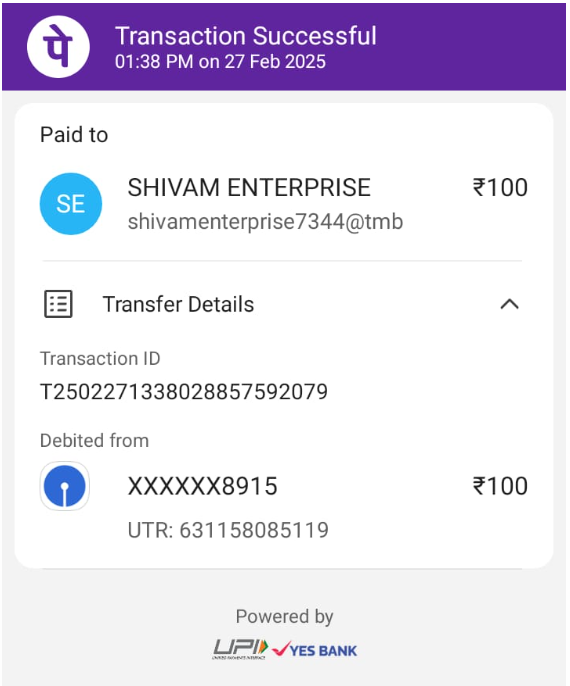 पे
Transaction Successful
01:38 PM on 27 Feb 2025
Paid to
SE
SHIVAM ENTERPRISE ₹100
shivamenterprise7344@tmb
Transfer Details
Transaction ID
T2502271338028857592079
Debited from
XXXXXX8915 ₹100
UTR: 631158085119
Powered by
UPI YES BANK
UNIFIED PAYMENTS INTERFACE